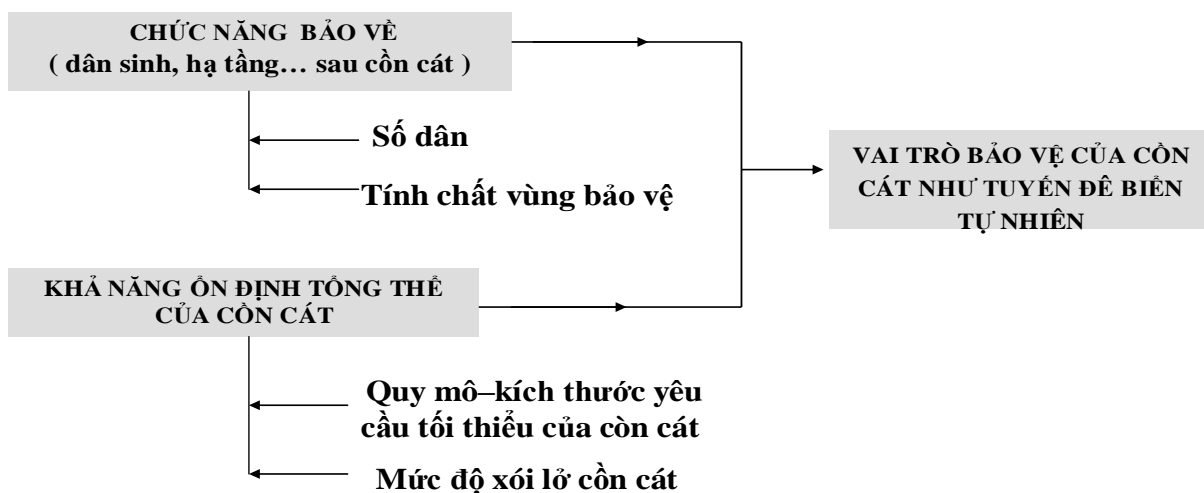 CHỨC NĂNG BẢO VỀ
( dân sinh, hạ tầng… sau cồn cát )
Số dân
Tính chất vùng bảo vệ
VAI TRÒ BẢO VỆ CỦA CỒN
CÁT NHƯ TUYẾN ĐÊ BIỂN
TỰ NHIÊN
KHẢ NĂNG ỔN ĐỊNH TỔNG THỂ
CỦA CỒN CÁT
Quy mô–kích thước yêu
cầu tối thiểu của còn cát
Mức độ xói lở cồn cát